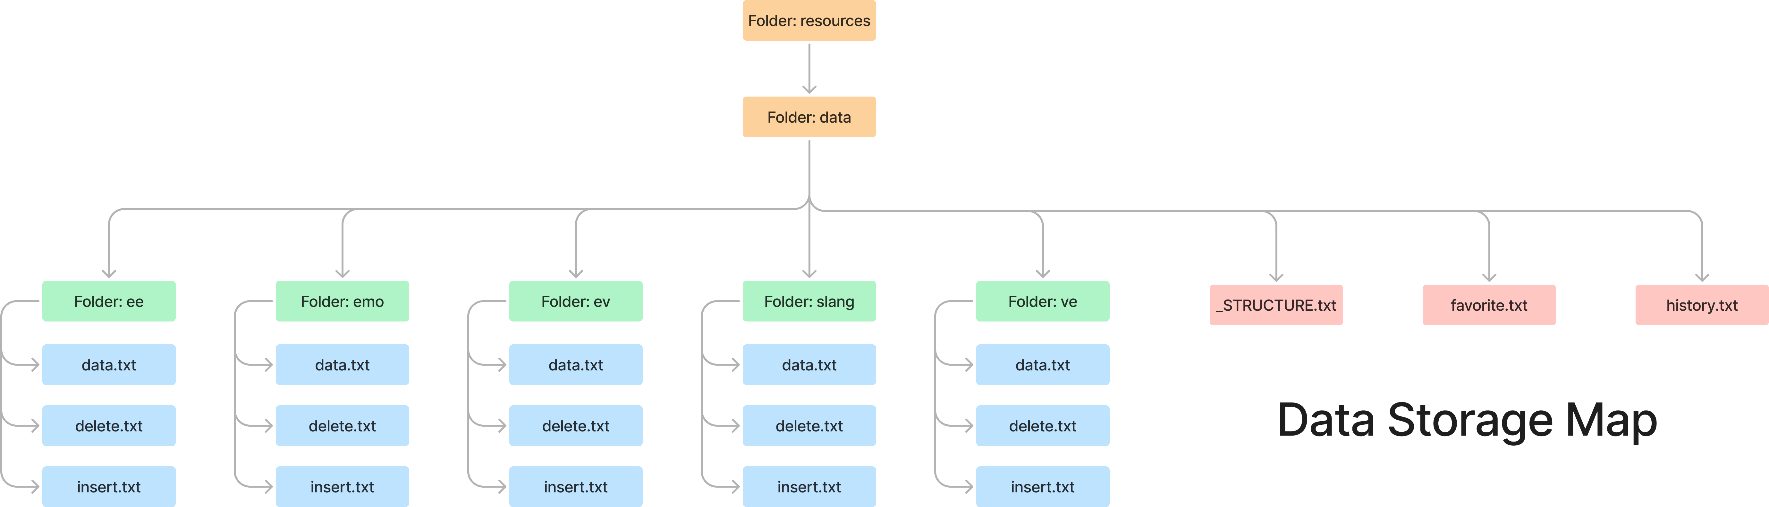 Folder: resources
Folder: data
Folder: ee
Folder: emo
Folder: ev
Folder: slang
Folder: ve
_STRUCTURE.txt
favorite.txt
history.txt
data.txt
data.txt
data.txt
data.txt
data.txt
delete.txt
delete.txt
delete.txt
delete.txt
delete.txt
Data Storage Map
insert.txt
insert.txt
insert.txt
insert.txt
insert.txt